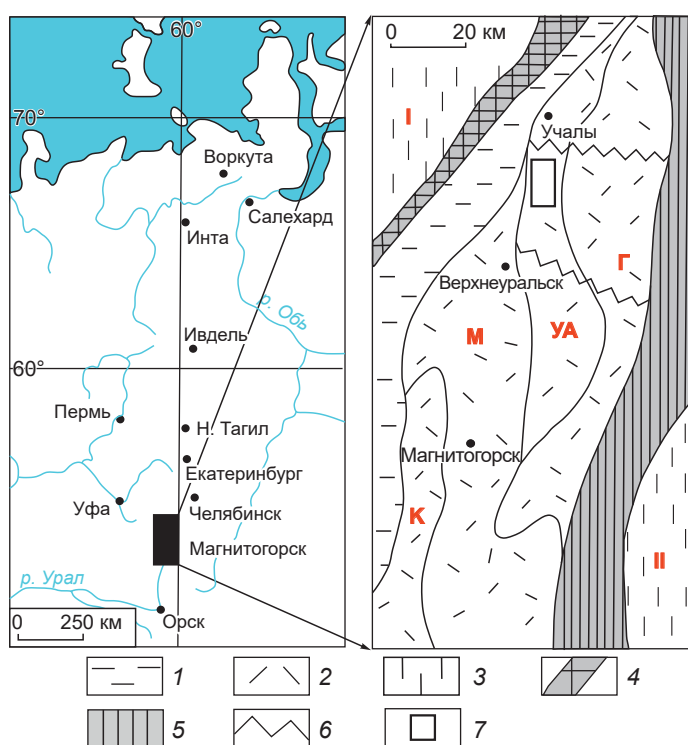 60°
70°
Воркута
Салехард
Инта
р. Обь
Ивдель
60°
Пермь
Н. Тагил
Екатеринбург
Челябинск
Уфа
Магнитогорск
р. Урал
0 250 км
Орск
0 20 км
I
Учалы
Г
Верхнеуральск
М
УА
Магнитогорск
К
II
1
2
3
4
5
6
7